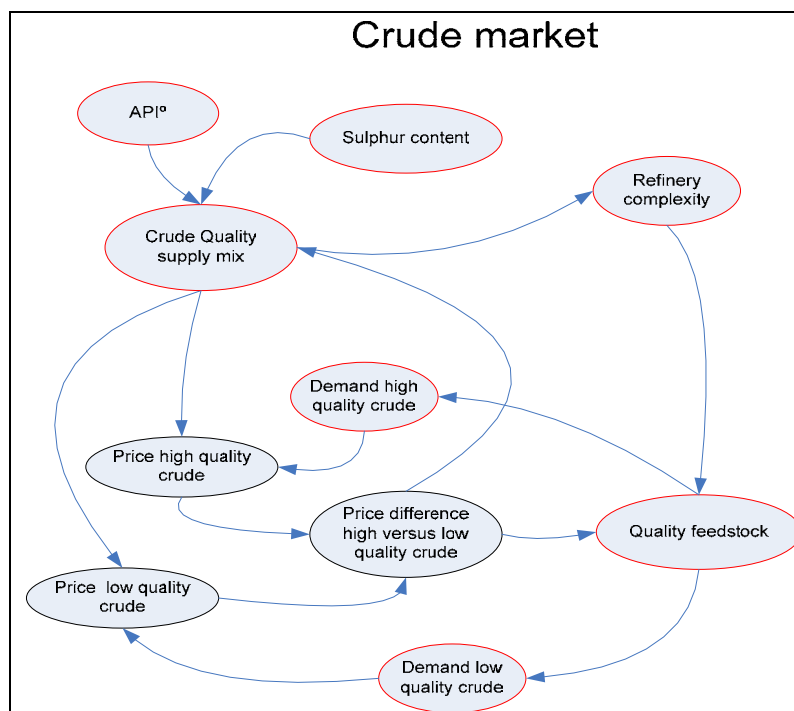 Crude market
APIº
Sulphur content
Refinery
complexity
Crude Quality
supply mix
Demand high
quality crude
Price high quality
crude
Price difference
high versus low
quality crude
Quality feedstock
Price low quality
crude
Demand low
quality crude